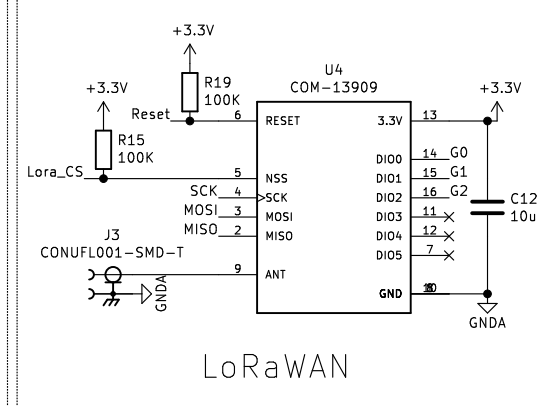 +3.3V
R19
100K
+3.3V
R15
100K
Reset
Lora_CS
U4
COM-13909
6 RESET
5 NSS
SCK 4 SCK
MOSI 3 MOSI
MISO 2 MISO
9 ANT
3.3V 13
DIO0 14 G0
DIO1 15 G1
DIO2 16 G2
DIO3 11
DIO4 12
DIO5 7
GND
+3.3V
C12
10u
GNDA
J3
CONUFL001-SMD-T
GNDA
LoRaWAN